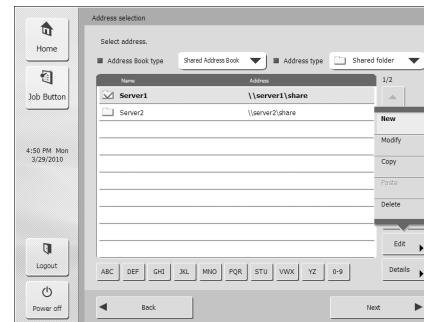 Address selection
Home
Select address.
Address Book type
Shared Address Book
Address type
Shared folder
Name
Address
1/2
Job Button
Server1
\\server1\share
Server2
\\server2\share
New
Modify
Copy
Paste
Delete
4:50 PM Mon
3/29/2010
Edit
Logout
ABC
DEF
GHI
JKL
MNO
PQR
STU
VWX
YZ
0-9
Details
Power off
Back
Next